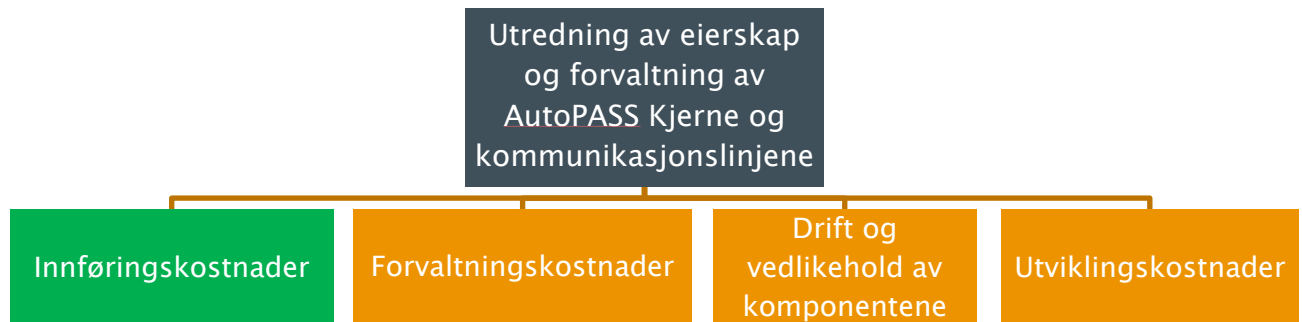 Utredning av eierskap
og forvaltning av
AutoPASS Kjerne og
kommunikasjonslinjene
Innføringskostnader
Forvaltningskostnader
Drift og
vedlikehold av
komponentene
Utviklingskostnader